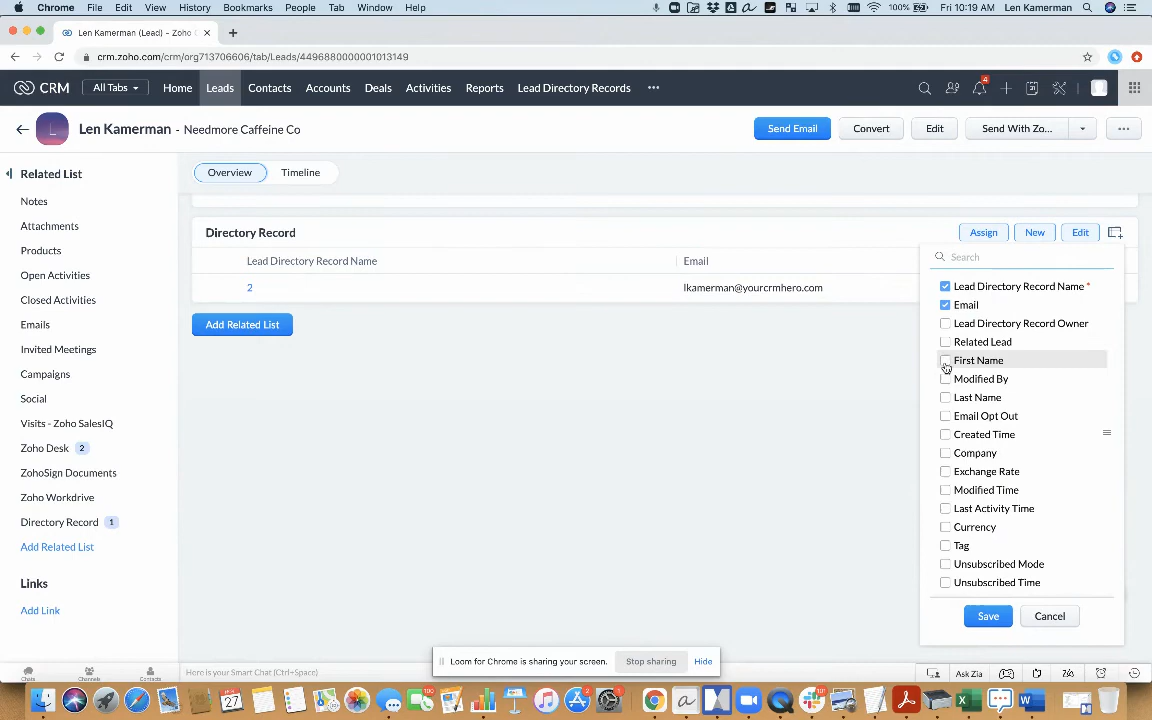 Chrome File Edit View History Bookmarks People Tab Window Help 100% Fri 10:19 AM Len Kamerman
Len Kamerman (Lead) - Zoho
crm.zoho.com/crm/org713706606/tab/Leads/4496880000001013149
CRM All Tabs Home Leads Contacts Accounts Deals Activities Reports Lead Directory Records ••• 4
L Len Kamerman - Needmore Caffeine Co Send Email Convert Edit Send With Zo...
Related List
Overview Timeline
Notes
Attachments
Products
Open Activities
Closed Activities
Emails
Invited Meetings
Campaigns
Social
Visits - Zoho SalesIQ
Zoho Desk 2
ZohoSign Documents
Zoho Workdrive
Directory Record 1
Add Related List
Links
Add Link
Directory Record Assign New Edit
Lead Directory Record Name Email
2 lkamerman@yourcrmhero.com
Add Related List
Search
Lead Directory Record Name *
Email
Lead Directory Record Owner
Related Lead
First Name
Modified By
Last Name
Email Opt Out
Created Time
Company
Exchange Rate
Modified Time
Last Activity Time
Currency
Tag
Unsubscribed Mode
Unsubscribed Time
Save Cancel
Loom for Chrome is sharing your screen. Stop sharing Hide
Chats Channels Contacts Here is your Smart Chat (Ctrl+Space) Ask Zia